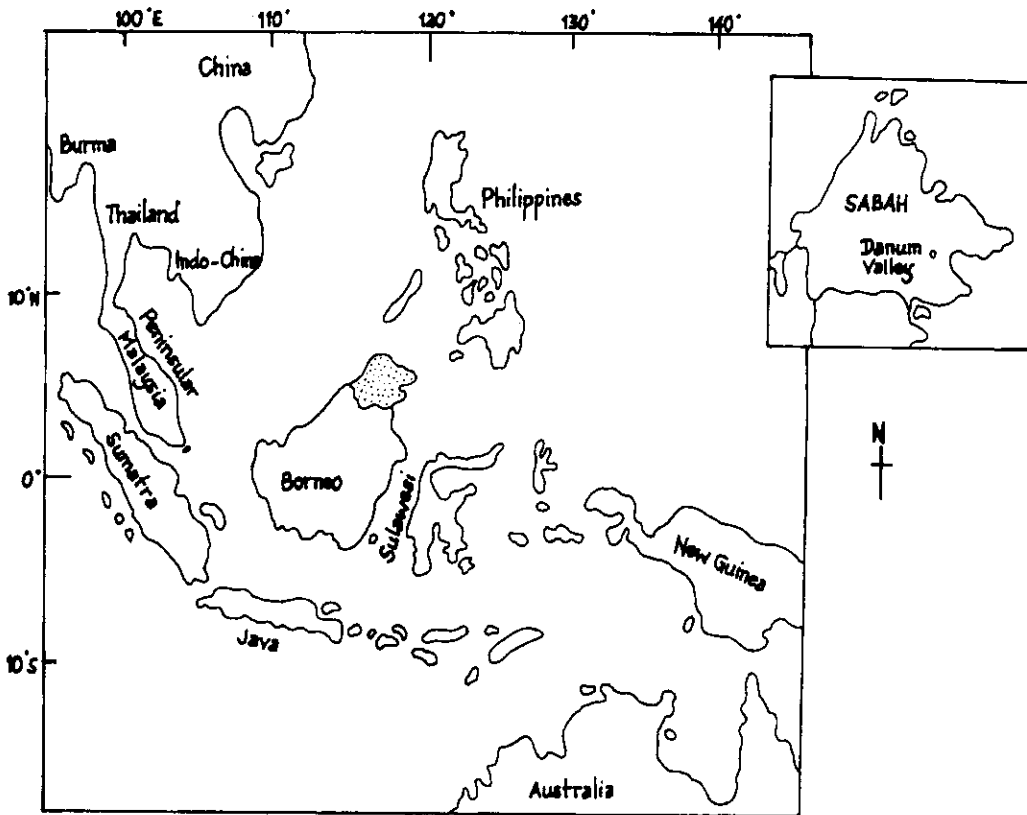 100°E 110° 120° 130° 140°
China
Burma
Thailand
Indo-China
Philippines
SABAH
Danum
Valley
10°N
Peninsular
Malaysia
N
Sumatra
0°
Borneo
Sulawesi
New Guinea
Java
10°S
Australia